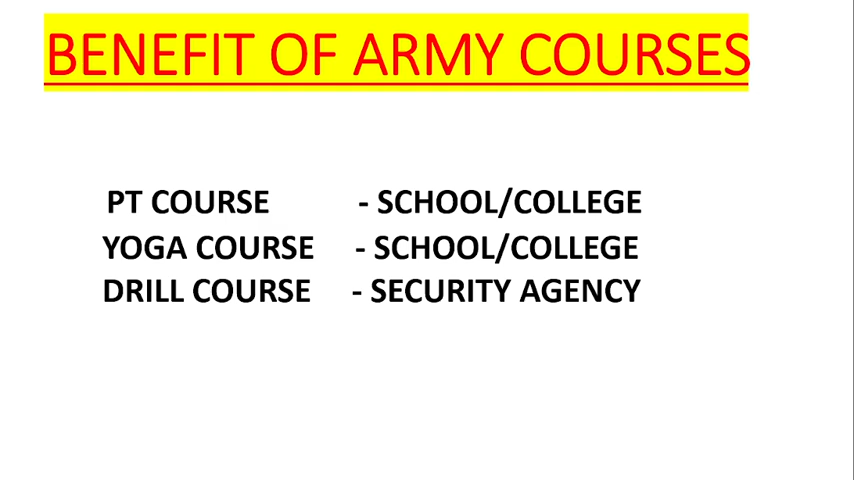 BENEFIT OF ARMY COURSES
PT COURSE - SCHOOL/COLLEGE
YOGA COURSE - SCHOOL/COLLEGE
DRILL COURSE - SECURITY AGENCY